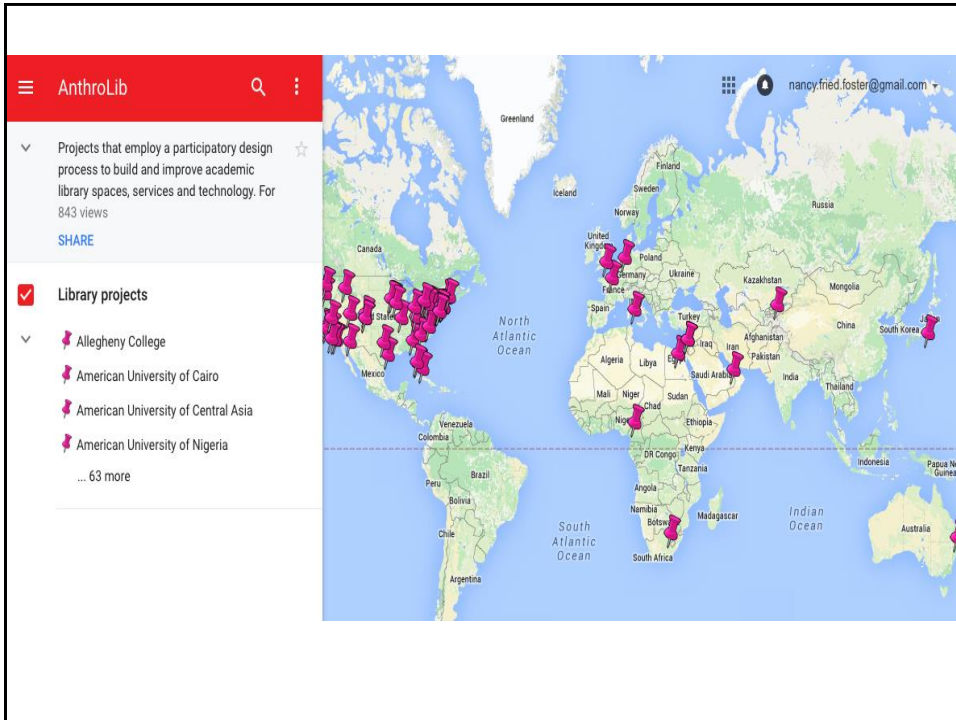 AnthroLib
nancy.fried.foster@gmail.com
Projects that employ a participatory design
process to build and improve academic
library spaces, services and technology. For
843 views
SHARE
Library projects
Allegheny College
American University of Cairo
American University of Central Asia
American University of Nigeria
... 63 more
Greenland
Iceland
Finland
Sweden
Norway
Russia
United
Kingdom
Poland
Germany
Ukraine
France
Kazakhstan
Mongolia
Spain
Turkey
China
South Korea
Afghanistan
Iraq
Iran
Pakistan
Algeria
Libya
Saudi Arabia
India
Thailand
Mali
Niger
Chad
Sudan
Ethiopia
Kenya
DR Congo
Tanzania
Indonesia
Papua Ne
Guinea
Angola
Namibia
Botsw
Madagascar
South Africa
Indian
Ocean
Australia
Canada
North
Atlantic
Ocean
Mexico
Venezuela
Colombia
Brazil
Peru
Bolivia
Chile
Argentina
South
Atlantic
Ocean